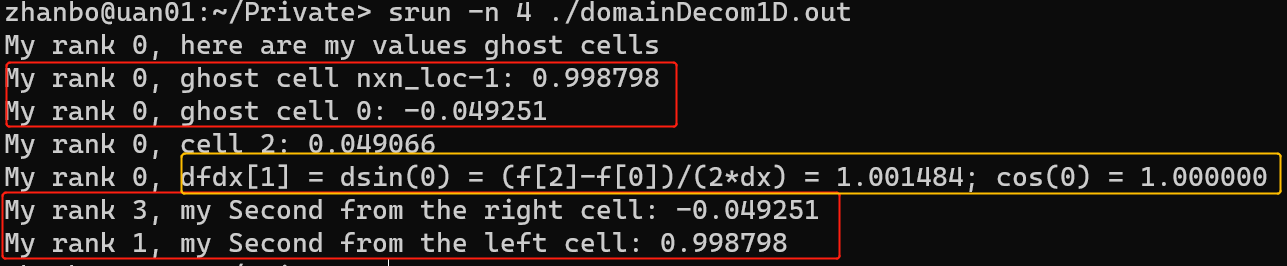 zhanbo@uan01:~/Private> srun -n 4 ./domainDecom1D.out
My rank 0, here are my values ghost cells
My rank 0, ghost cell nxn_loc-1: 0.998798
My rank 0, ghost cell 0: -0.049251
My rank 0, cell 2: 0.049066
My rank 0, dfdx[1] = dsin(0) = (f[2]-f[0])/(2*dx) = 1.001484; cos(0) = 1.000000
My rank 3, my Second from the right cell: -0.049251
My rank 1, my Second from the left cell: 0.998798